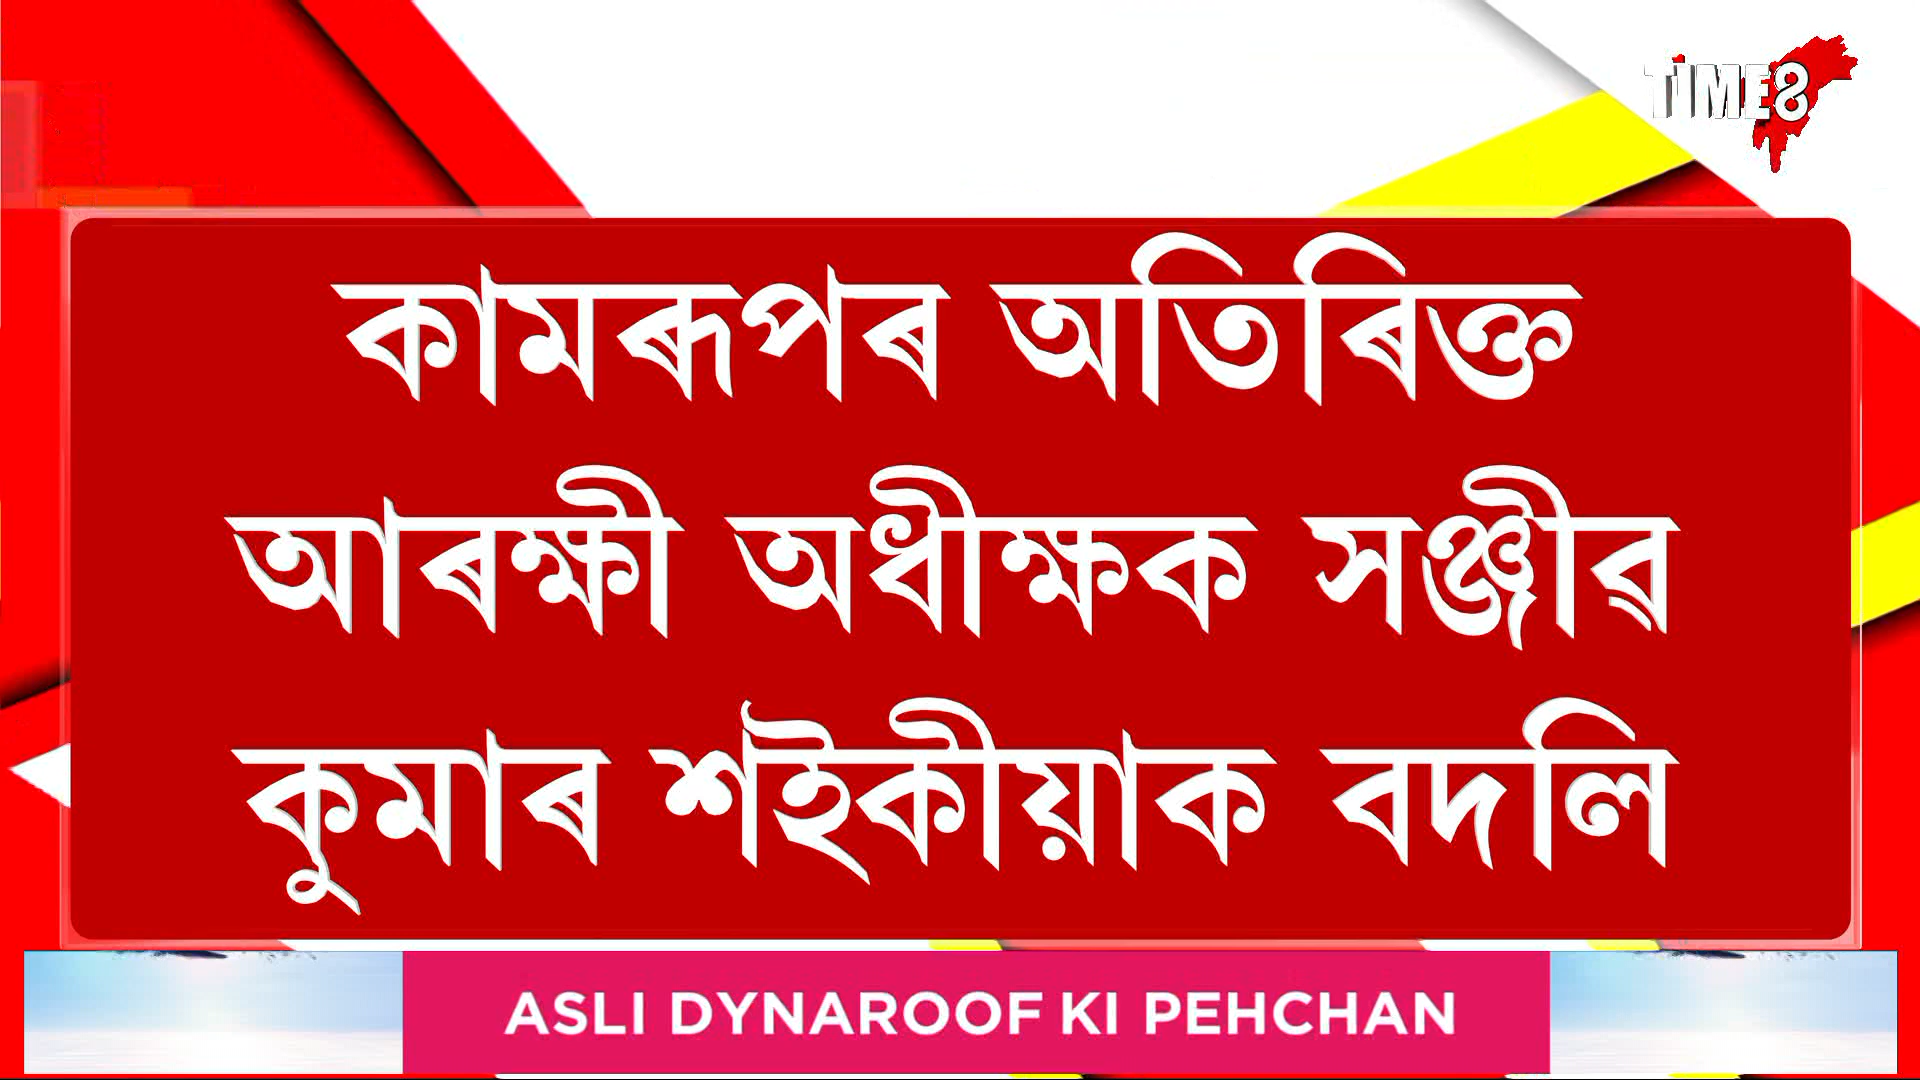 TIME8
কামৰূপৰ অতিৰিক্ত
আৰক্ষী অধীক্ষক সঞ্জীৱ
কুমাৰ শইকীয়াক বদলি
ASLI DYNAROOF KI PEHCHAN